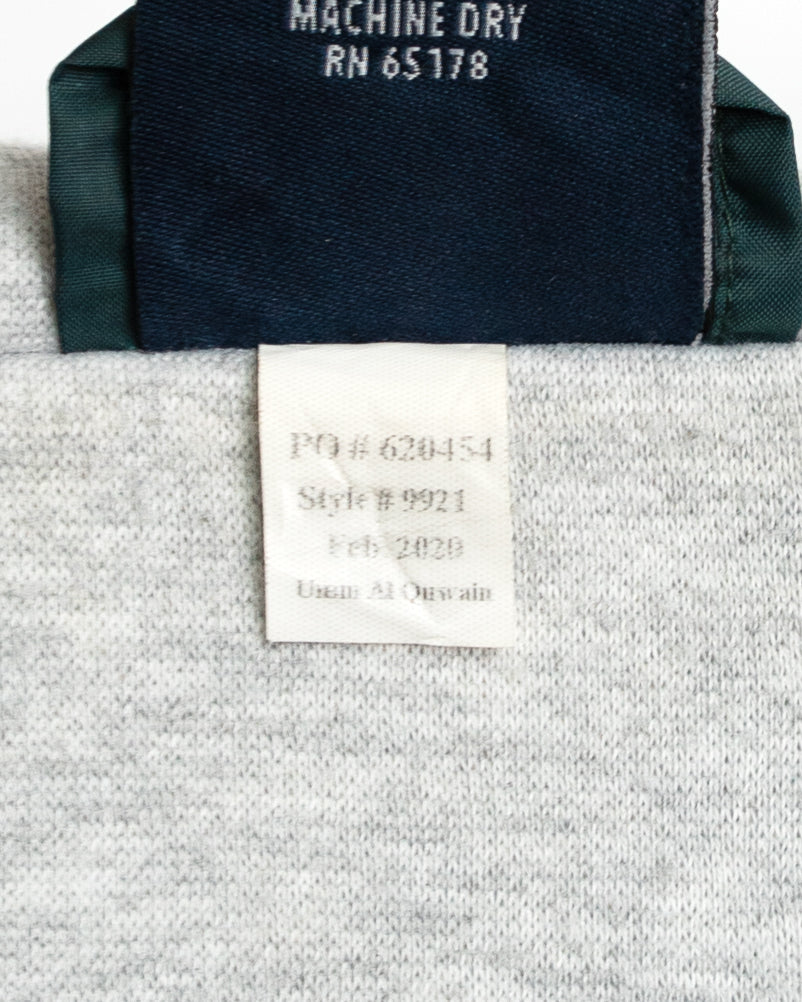 MACHINE DRY
RN 65178
PO # 620454
Style # 9921
Feb 2020
Umm Al Quwain